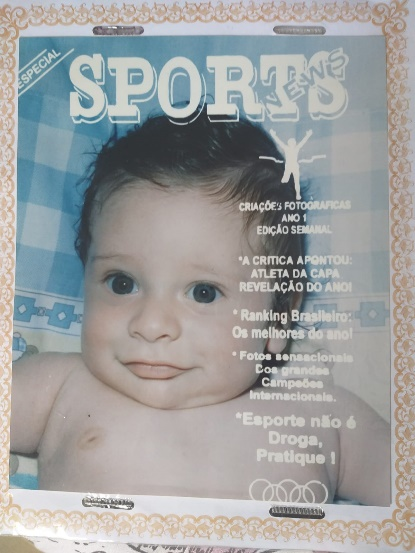 ESPECIAL
SPORTS
NEWS
CRIAÇÕES FOTOGRAFICAS
ANO 1
EDIÇÃO SEMANAL
*A CRITICA APONTOU:
ATLETA DA CAPA
REVELAÇÃO DO ANO!
* Ranking Brasileiro:
Os melhores do ano!
* Fotos sensacionais
Dos grandes
Campeões
Internacionais.
*Esporte não é
Droga,
Pratique !